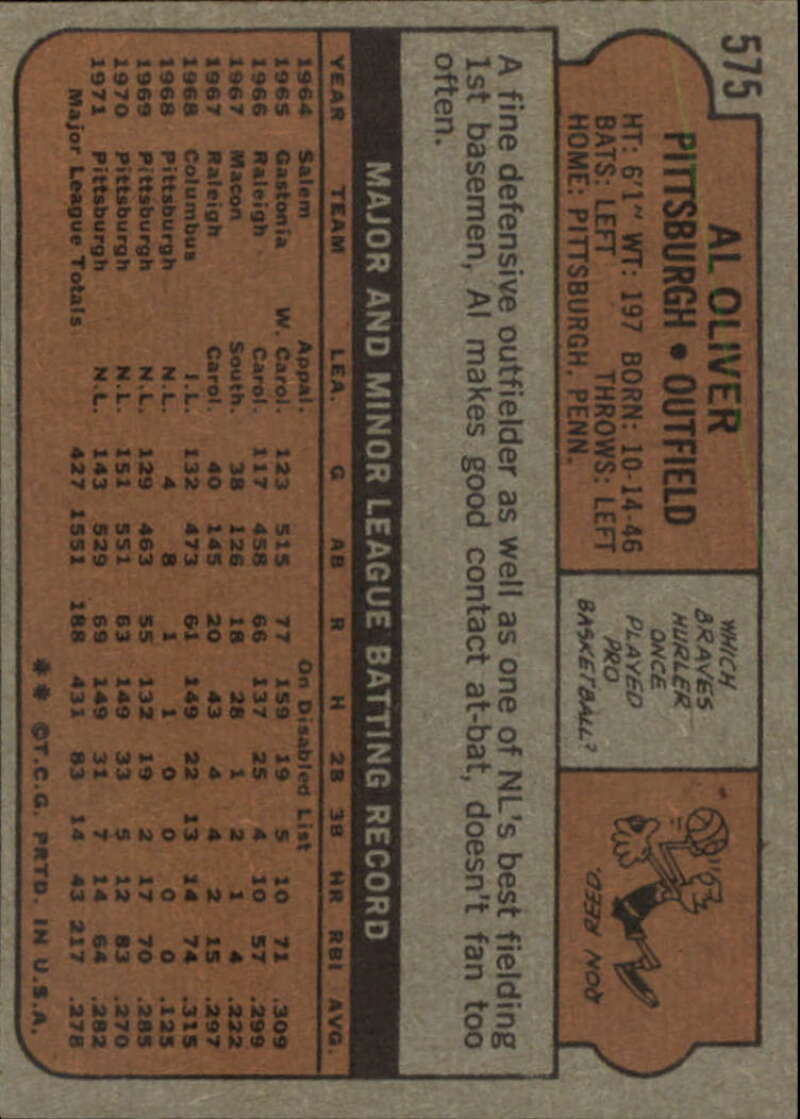 575
AL OLIVER
PITTSBURGH • OUTFIELD
HT: 6'1" WT: 197 BORN: 10-14-46
BATS: LEFT THROWS: LEFT
HOME: PITTSBURGH, PENN.
WHICH
BRAVES
HURLER
ONCE
PLAYED
PRO
BASKETBALL?
RON REED.
A fine defensive outfielder as well as one of NL's best fielding
1st basemen, Al makes good contact at-bat, doesn't fan too
often.
MAJOR AND MINOR LEAGUE BATTING RECORD
YEAR TEAM LEA. G AB R H 2B 3B HR RBI AVG.
1964 Salem Appal. On Disabled List
1965 Gastonia W. Carol. 123 515 77 159 19 5 10 71 .309
1966 Raleigh Carol. 117 458 66 137 25 4 10 57 .299
1967 Macon South. 38 126 18 28 1 2 1 4 .222
1967 Raleigh Carol. 40 145 20 43 4 4 2 15 .297
1968 Columbus I.L. 132 473 61 149 22 13 14 74 .315
1968 Pittsburgh N.L. 4 8 1 1 0 0 0 0 .125
1969 Pittsburgh N.L. 129 463 55 132 19 2 17 70 .285
1970 Pittsburgh N.L. 151 551 63 149 33 5 12 83 .270
1971 Pittsburgh N.L. 143 529 69 149 31 7 14 64 .282
Major League Totals 427 1551 188 431 83 14 43 217 .278
** ©T.C.G. PRTD. IN U.S.A.